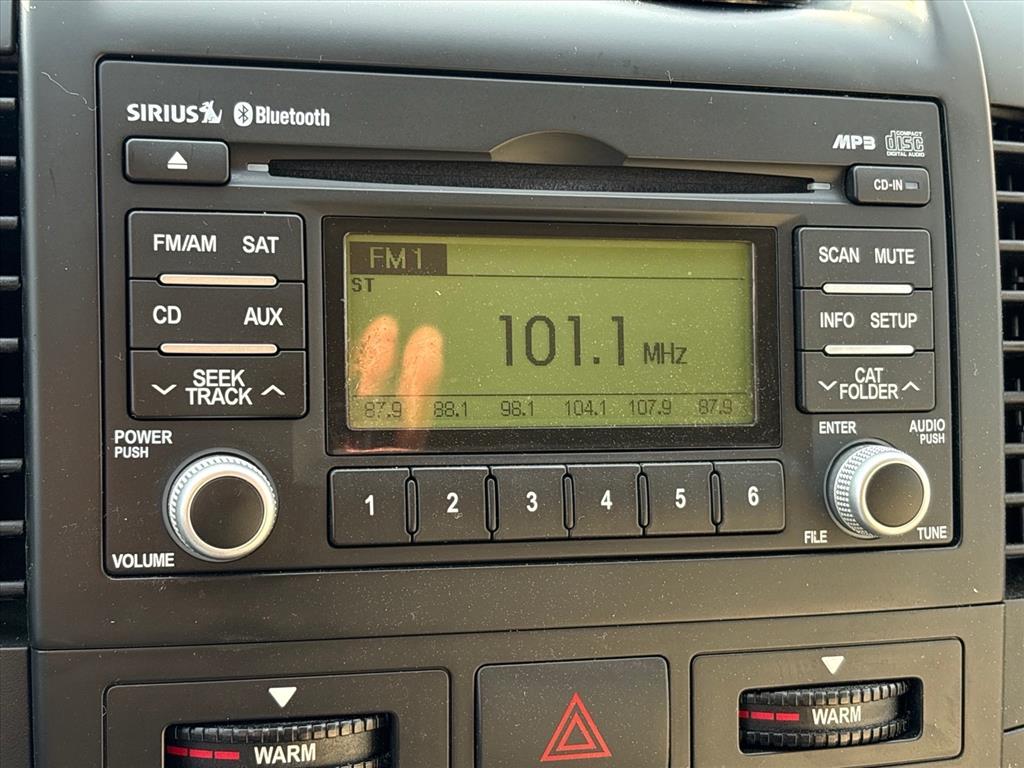 SIRIUS Bluetooth
MP3 COMPACT disc DIGITAL AUDIO
CD-IN
FM/AM SAT
CD AUX
SEEK TRACK
FM1
ST
101.1 MHz
87.9 88.1 98.1 104.1 107.9 87.9
SCAN MUTE
INFO SETUP
CAT FOLDER
POWER
PUSH
VOLUME
1 2 3 4 5 6
ENTER
AUDIO
PUSH
FILE TUNE
WARM
WARM